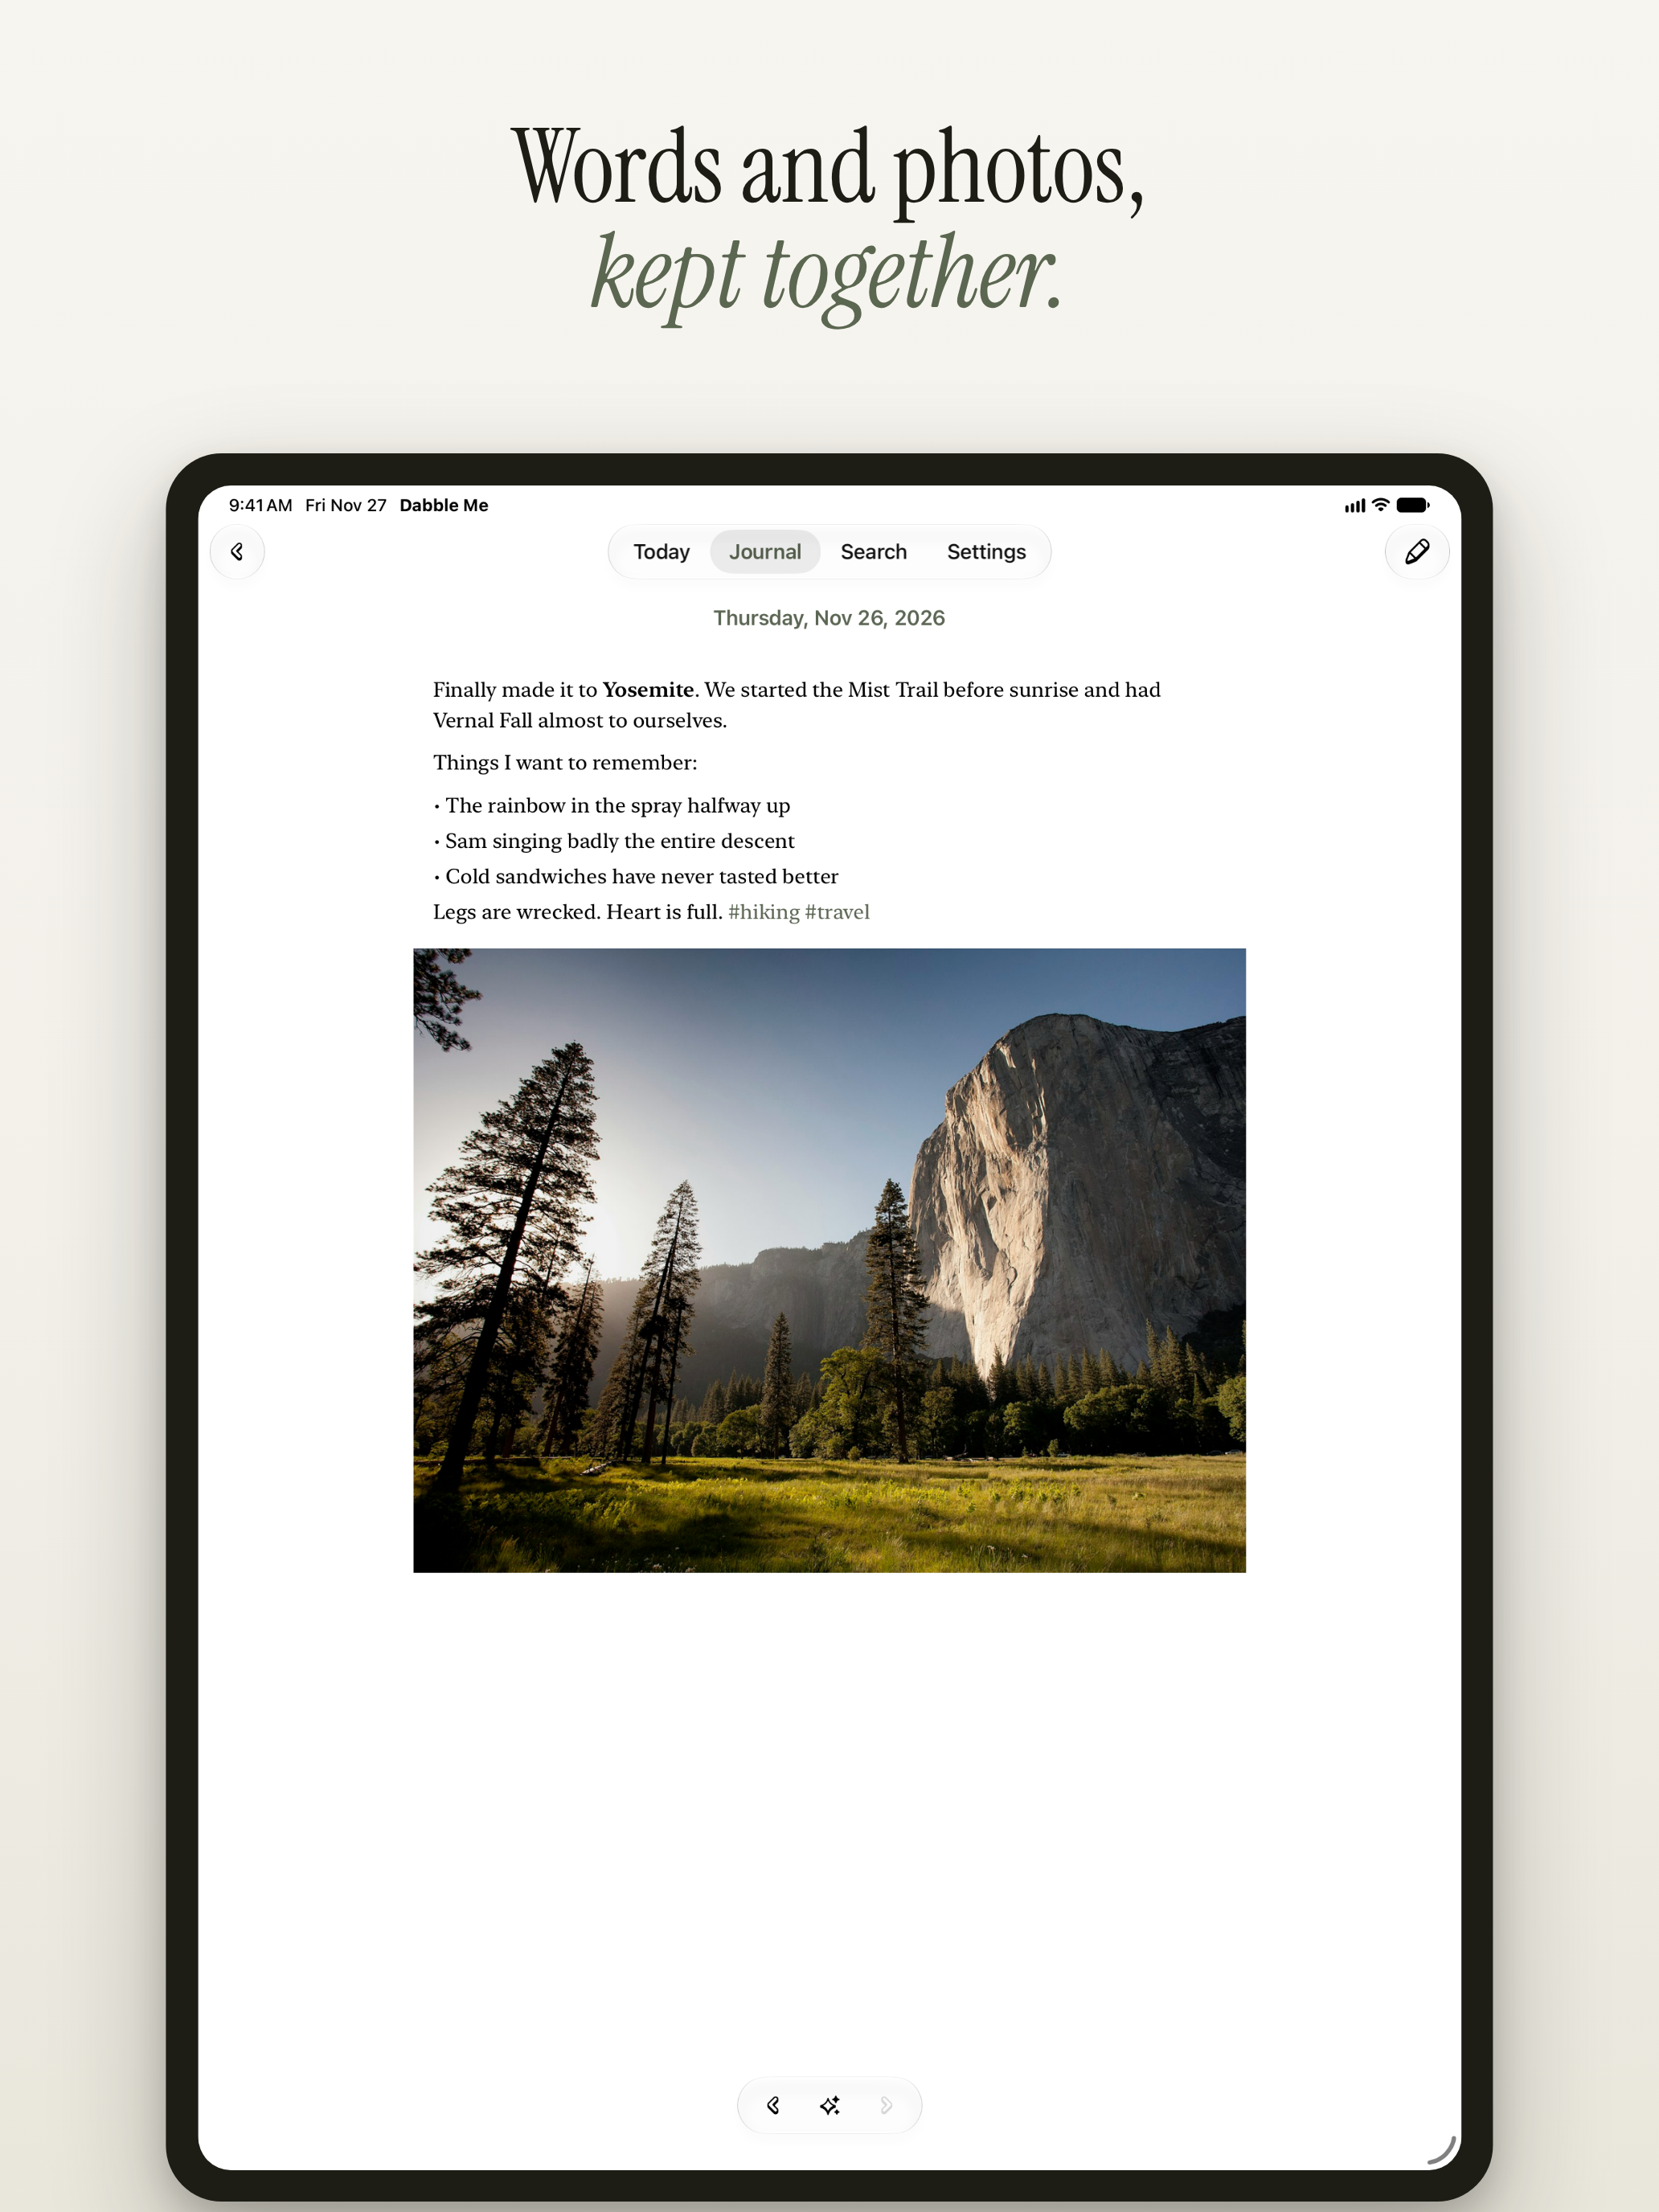 Words and photos,
kept together.
9:41 AM Fri Nov 27 Dabble Me
Today Journal Search Settings
Thursday, Nov 26, 2026
Finally made it to Yosemite. We started the Mist Trail before sunrise and had
Vernal Fall almost to ourselves.
Things I want to remember:
• The rainbow in the spray halfway up
• Sam singing badly the entire descent
• Cold sandwiches have never tasted better
Legs are wrecked. Heart is full. #hiking #travel